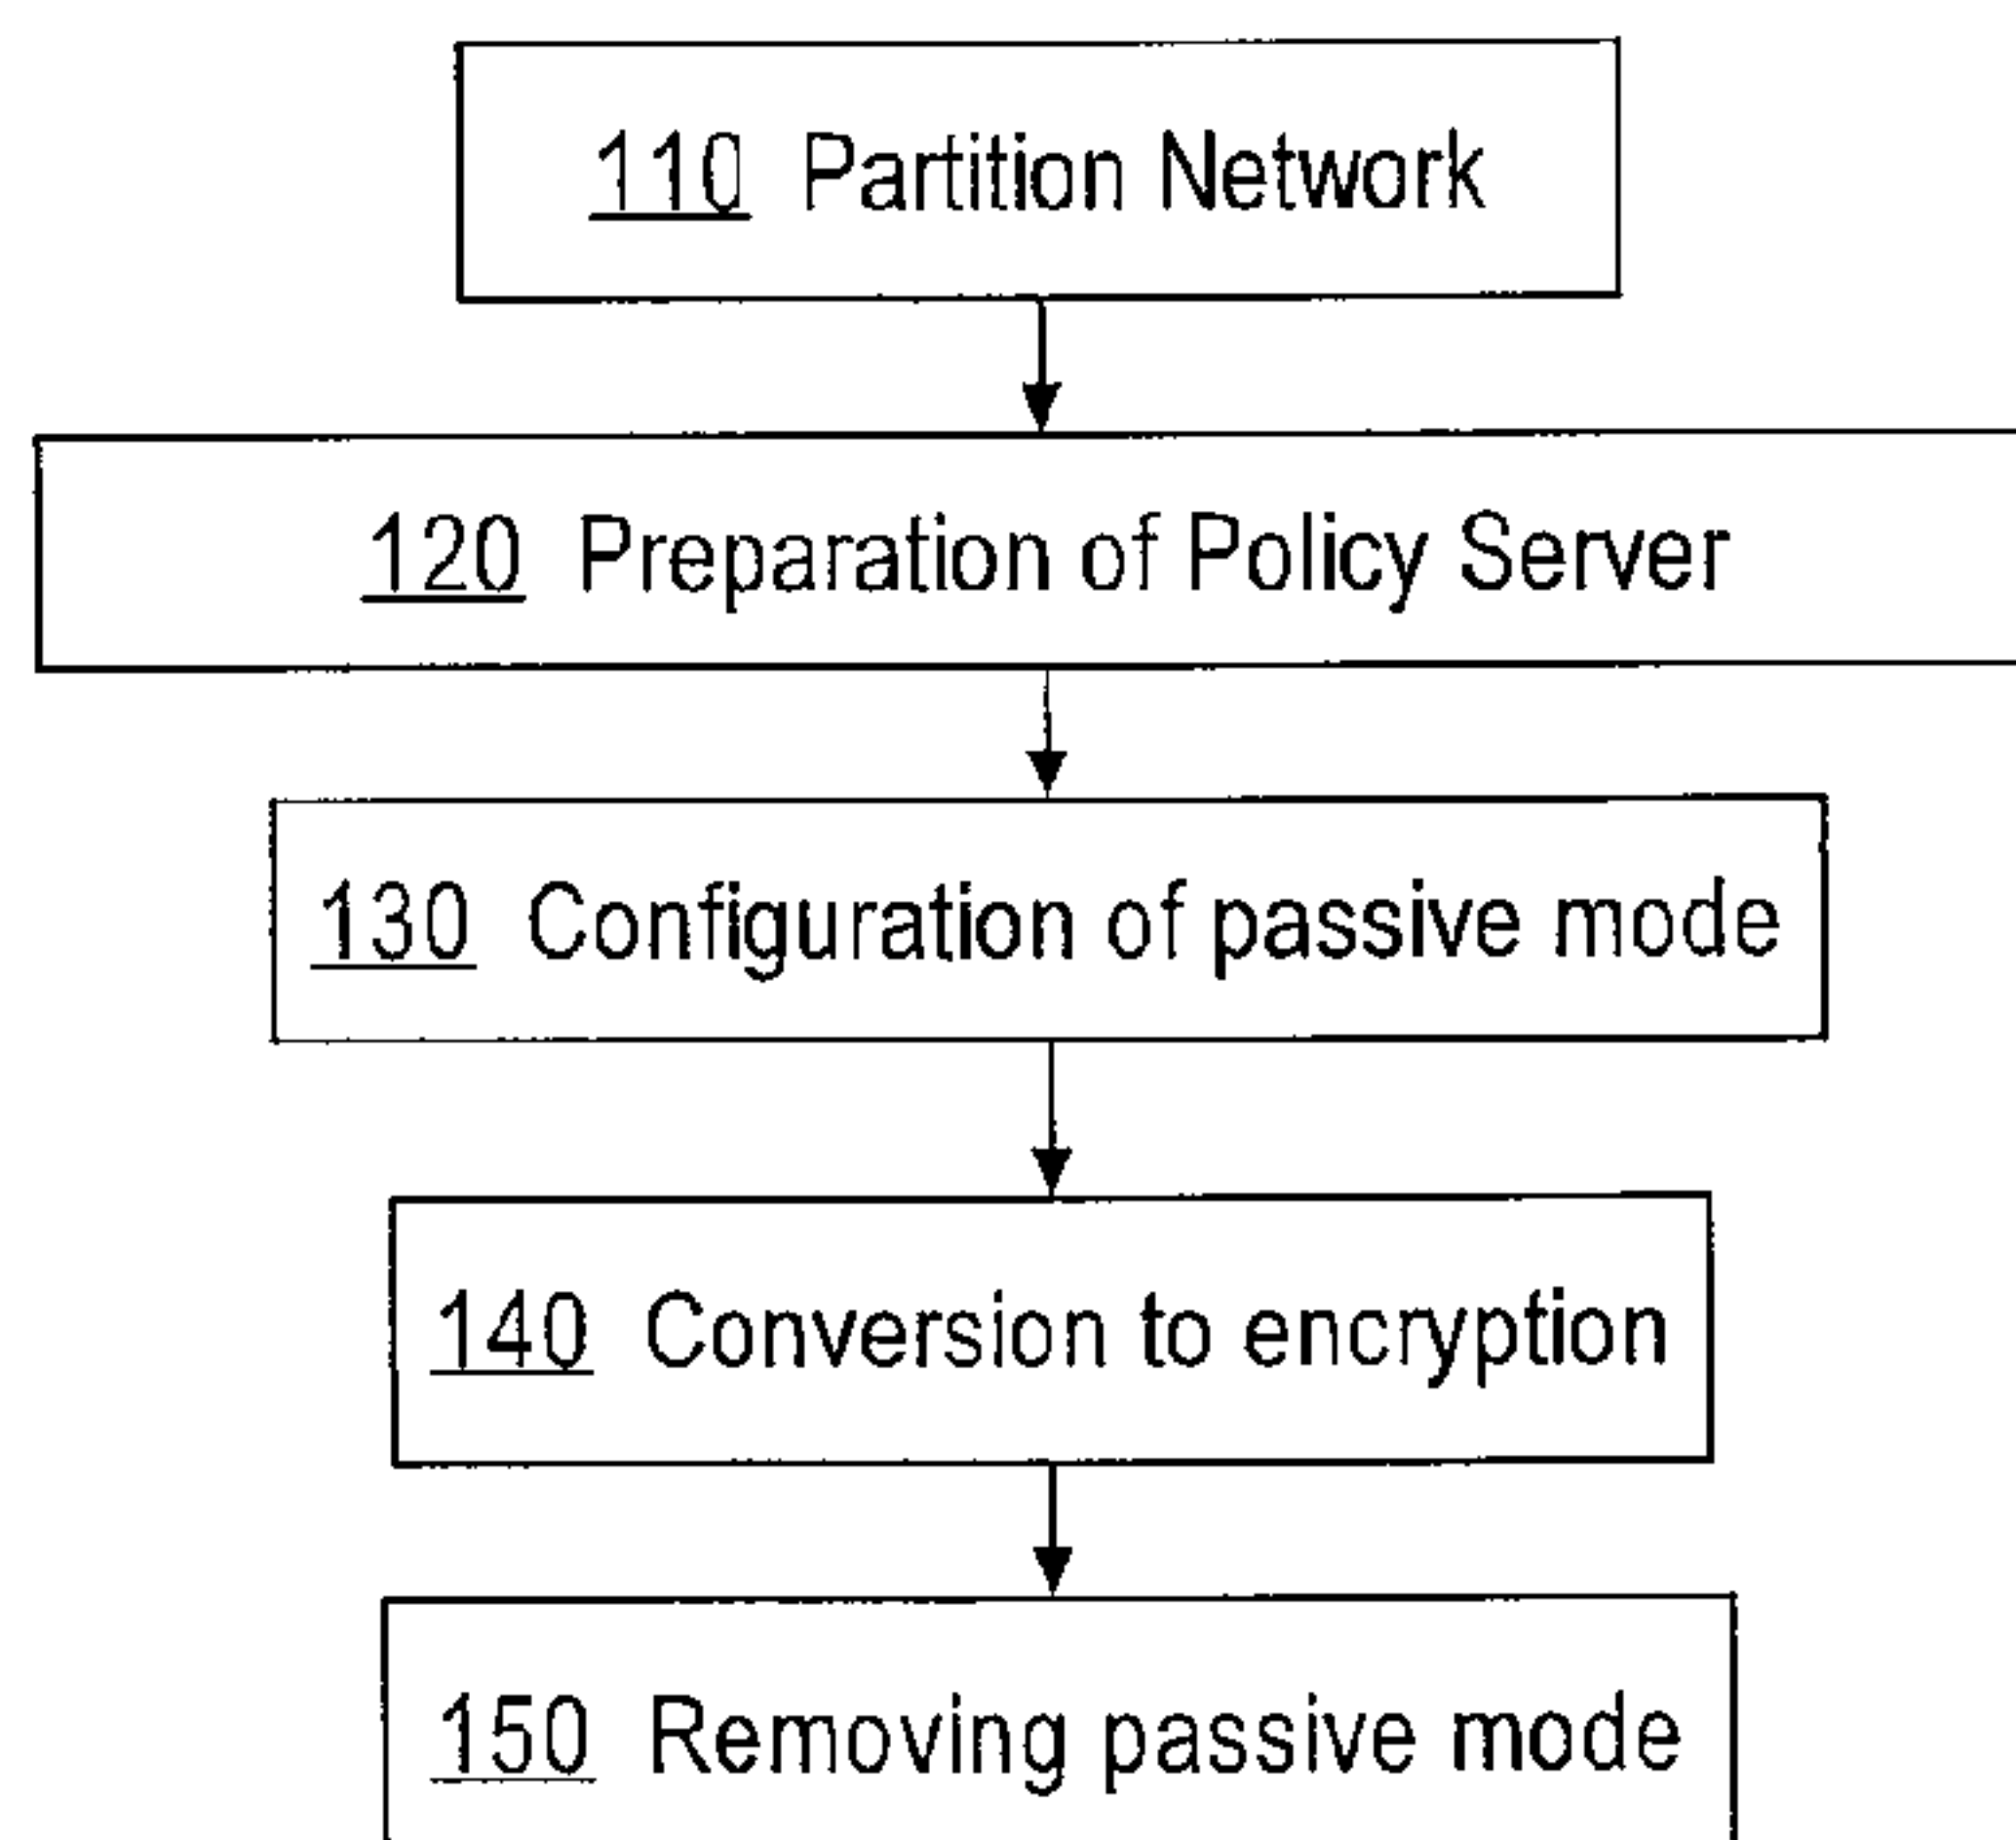 110 Partition Network
120 Preparation of Policy Server
130 Configuration of passive mode
140 Conversion to encryption
150 Removing passive mode